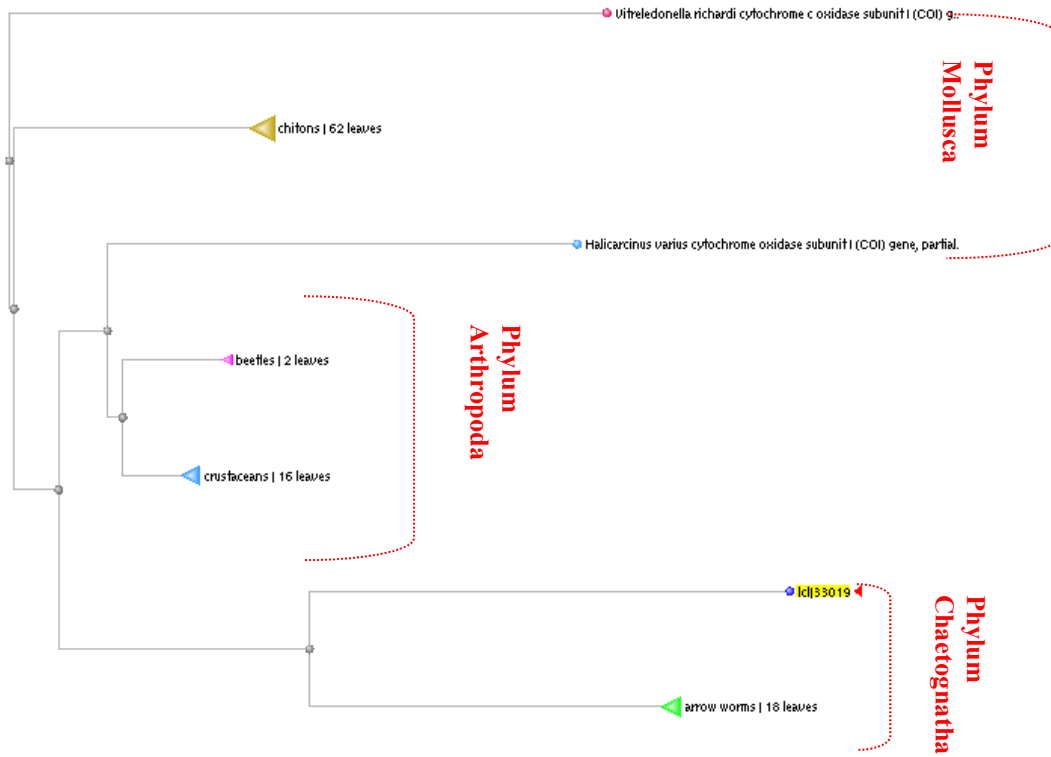 Vitreledonella richardi cytochrome c oxidase subunit I (COI) g..
Phylum
Mollusca
chitons | 62 leaves
Halicarcinus varius cytochrome oxidase subunit I (COI) gene, partial.
Phylum
Arthropoda
beetles | 2 leaves
crustaceans | 16 leaves
lcl|33019
Phylum
Chaetognatha
arrow worms | 18 leaves